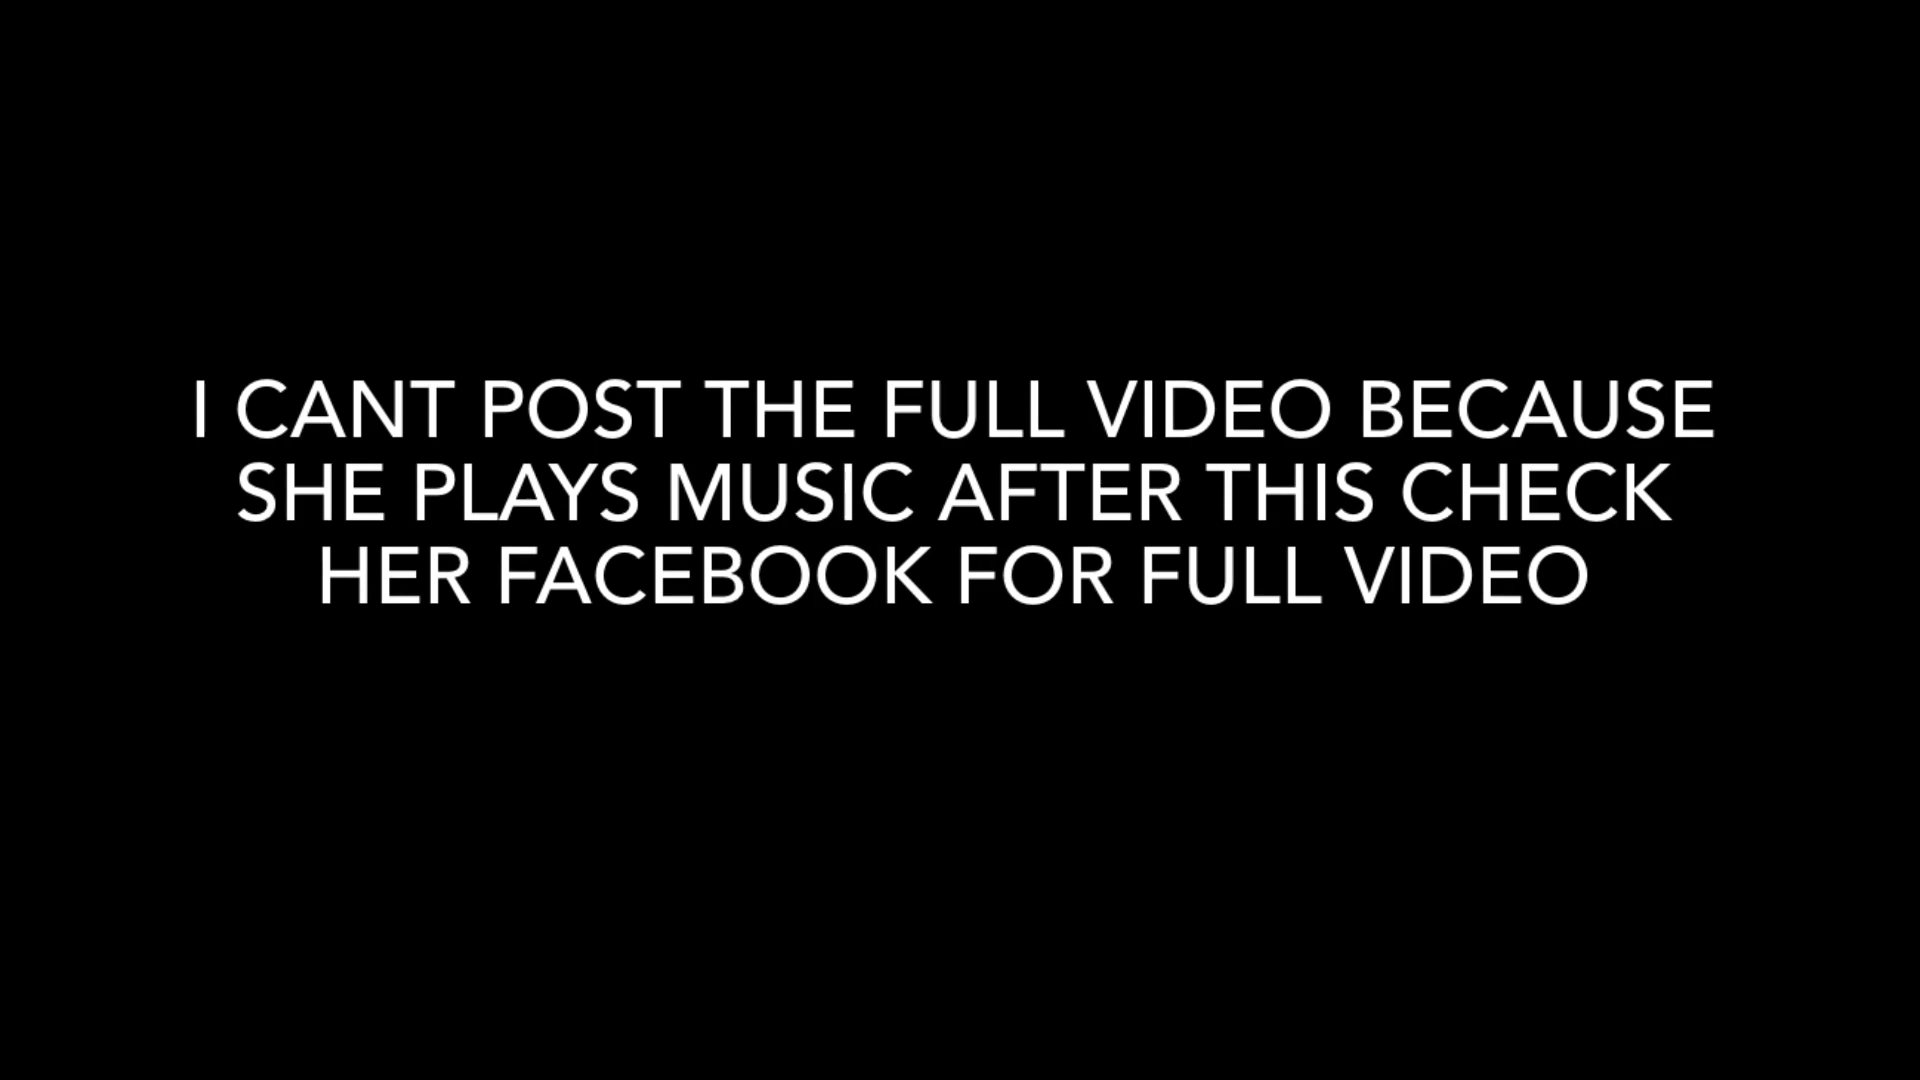 I CANT POST THE FULL VIDEO BECAUSE
SHE PLAYS MUSIC AFTER THIS CHECK
HER FACEBOOK FOR FULL VIDEO